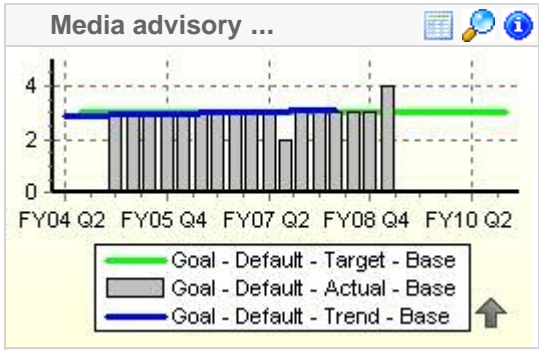 Media advisory ...
4
2
0
FY04 Q2 FY05 Q4 FY07 Q2 FY08 Q4 FY10 Q2
Goal - Default - Target - Base
Goal - Default - Actual - Base
Goal - Default - Trend - Base